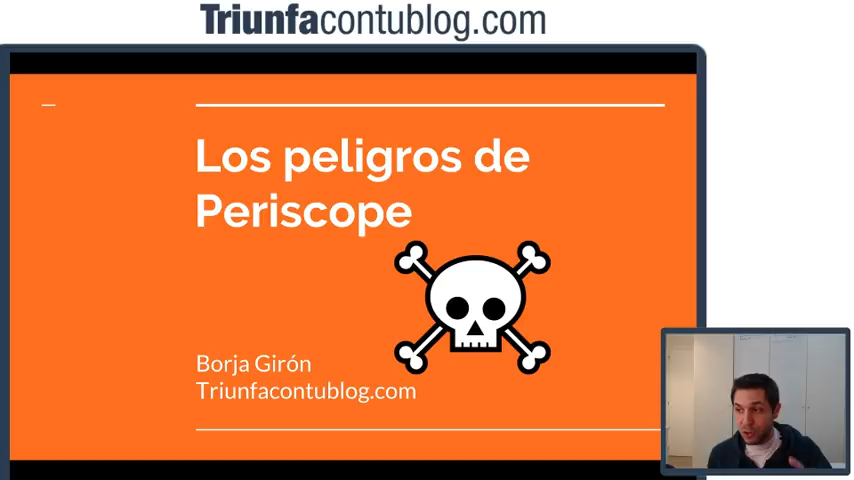 Triunfacontublog.com
Los peligros de
Periscope
Borja Girón
Triunfacontublog.com